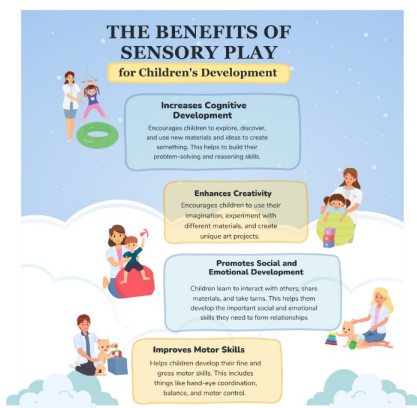 THE BENEFITS OF
SENSORY PLAY
for Children's Development
Increases Cognitive
Development
Encourages children to explore, discover,
and use new materials and ideas to create
something. This helps to build their
problem-solving and reasoning skills.
Enhances Creativity
Encourages children to use their
imagination, experiment with
different materials, and create
unique art projects.
Promotes Social and
Emotional Development
Children learn to interact with others, share
materials, and take turns. This helps them
develop the important social and emotional
skills they need to form relationships
Improves Motor Skills
Helps children develop their fine and
gross motor skills. This includes
things like hand-eye coordination,
balance, and motor control.